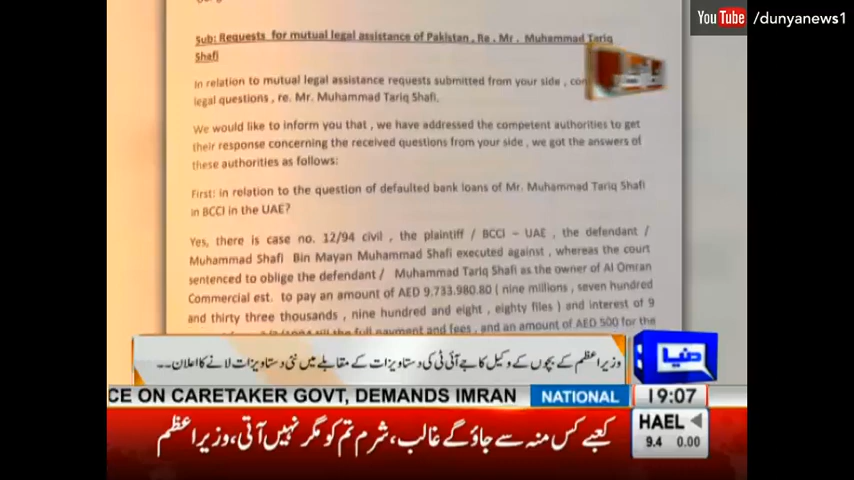 YouTube /dunyanews1
Sub: Requests for mutual legal assistance of Pakistan , Re . Mr . Muhammad Tariq
Shafi
In relation to mutual legal assistance requests submitted from your side , con
legal questions , re. Mr. Muhammad Tariq Shafi.
We would like to inform you that , we have addressed the competent authorities to get
their response concerning the received questions from your side , we got the answers of
these authorities as follows:
First: in relation to the question of defaulted bank loans of Mr. Muhammad Tariq Shafi
in BCCI in the UAE?
Yes, there is case no. 12/94 civil , the plaintiff / BCCI – UAE , the defendant /
Muhammad Shafi Bin Mayan Muhammad Shafi executed against , whereas the court
sentenced to oblige the defendant / Muhammad Tariq Shafi as the owner of Al Omran
Commercial est. to pay an amount of AED 9.733.980.80 ( nine millions , seven hundred
and thirty three thousands , nine hundred and eight , eighty files ) and interest of 9
till the full payment and fees , and an amount of AED 500 for the
وزیراعظم کے بچوں کے وکیل کا جے آئی ٹی کی دستاویزات کے مقابلے میں نئی دستاویزات لانے کا اعلان ۔۔
دنیا
CE ON CARETAKER GOVT, DEMANDS IMRAN NATIONAL 19:07
HAEL
9.4 0.00
کعبے کس منہ سے جاؤ گے غالب، شرم تم کو مگر نہیں آتی، وزیراعظم